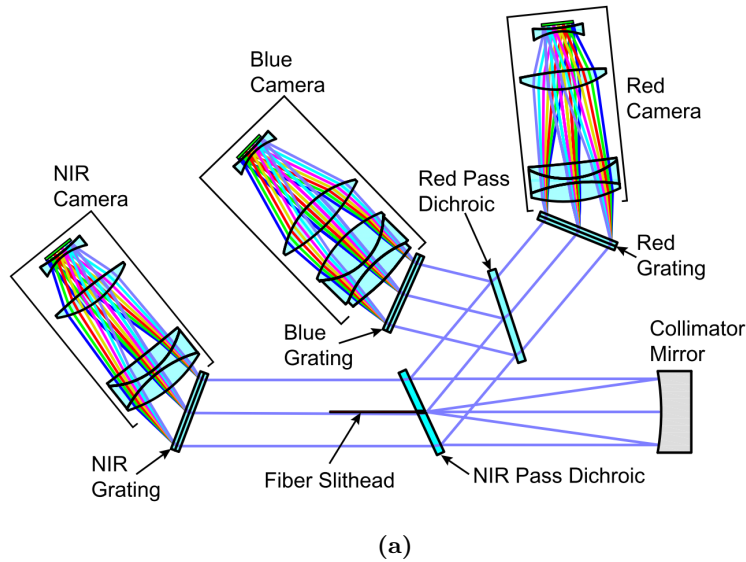 Blue
Camera
Red
Camera
NIR
Camera
Red Pass
Dichroic
Red
Grating
Blue
Grating
Collimator
Mirror
NIR
Grating
Fiber Slithead
NIR Pass Dichroic
(a)